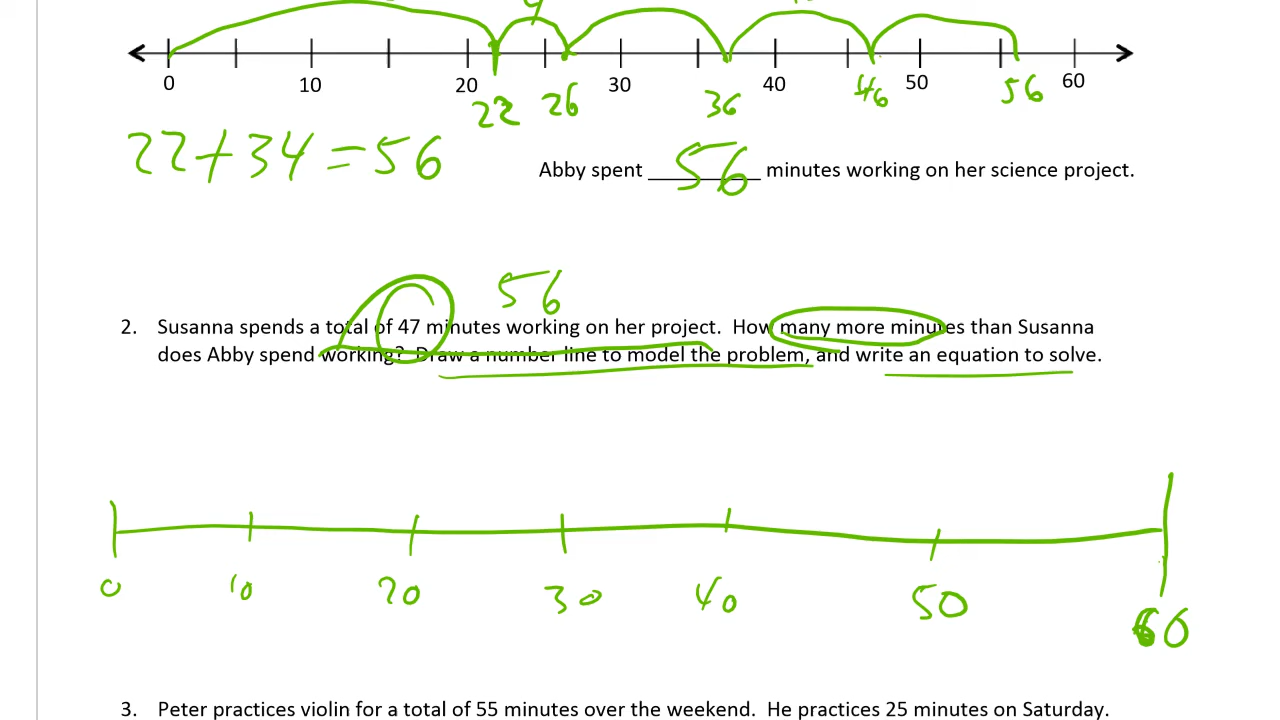 4
0 10 20 30 40 50 60
22 26 36 46 56
22+34=56
Abby spent 56 minutes working on her science project.
56
2. Susanna spends a total of 47 minutes working on her project. How many more minutes than Susanna
does Abby spend working? Draw a number line to model the problem, and write an equation to solve.
0 10 20 30 40 50 60
3. Peter practices violin for a total of 55 minutes over the weekend. He practices 25 minutes on Saturday.